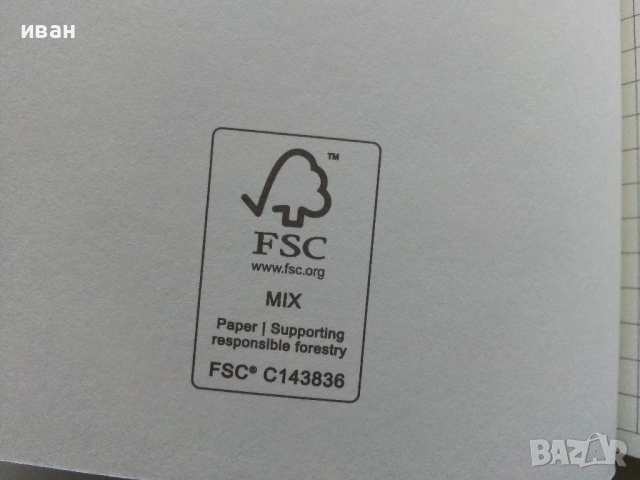 иван
TM
FSC
www.fsc.org
MIX
Paper | Supporting
responsible forestry
FSC® C143836
BAZAR